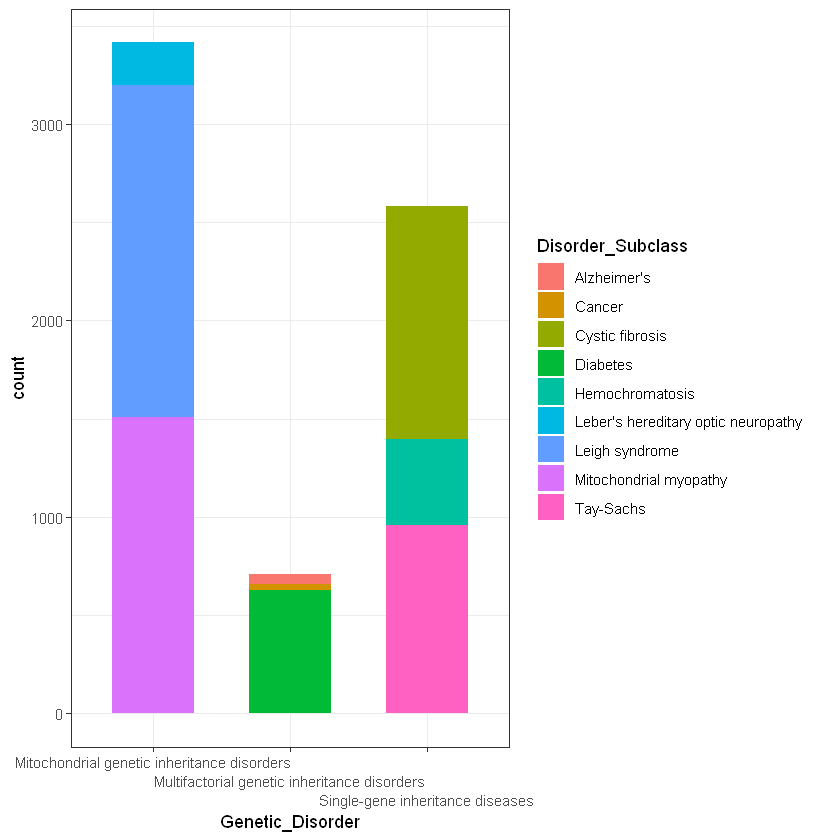 3000
2000
1000
0
count
Mitochondrial genetic inheritance disorders
Multifactorial genetic inheritance disorders
Single-gene inheritance diseases
Genetic_Disorder
Disorder_Subclass
Alzheimer's
Cancer
Cystic fibrosis
Diabetes
Hemochromatosis
Leber's hereditary optic neuropathy
Leigh syndrome
Mitochondrial myopathy
Tay-Sachs